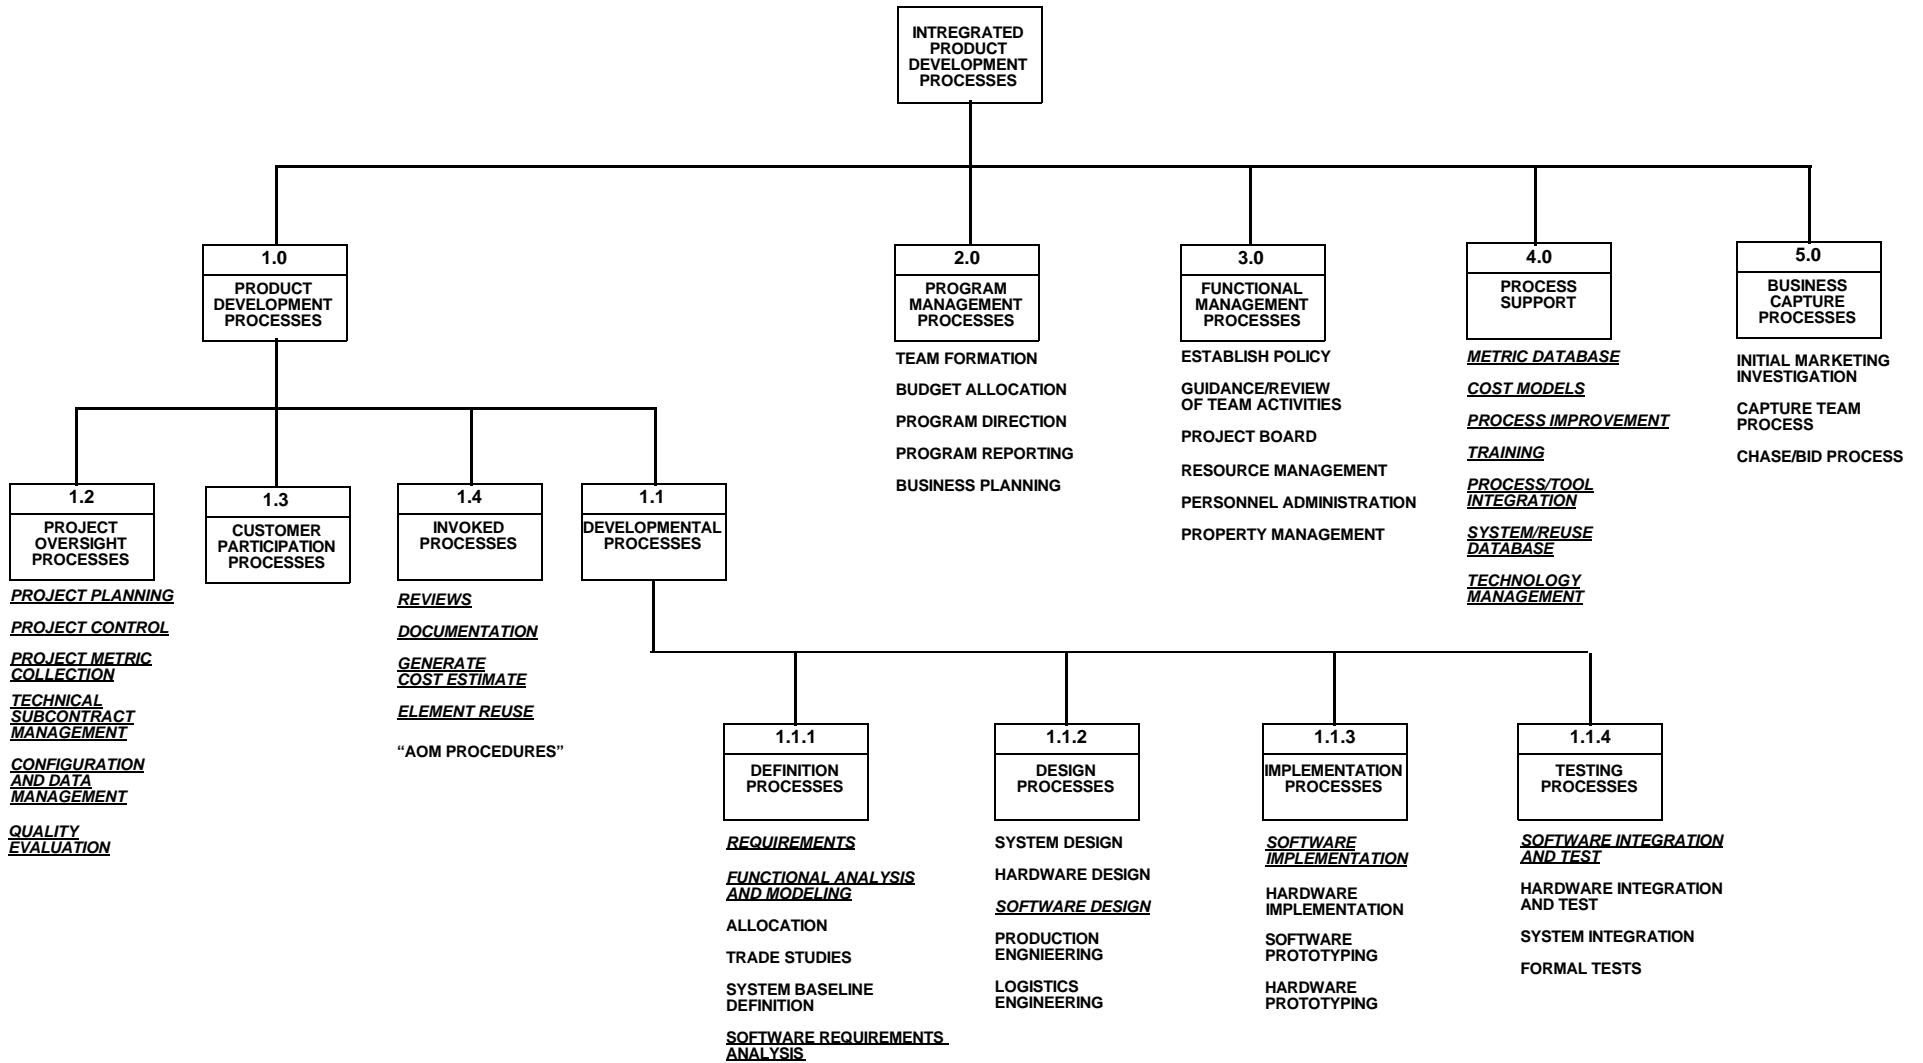 INTREGRATED
PRODUCT
DEVELOPMENT
PROCESSES
1.0
PRODUCT
DEVELOPMENT
PROCESSES
2.0
PROGRAM
MANAGEMENT
PROCESSES
TEAM FORMATION
BUDGET ALLOCATION
PROGRAM DIRECTION
PROGRAM REPORTING
BUSINESS PLANNING
3.0
FUNCTIONAL
MANAGEMENT
PROCESSES
ESTABLISH POLICY
GUIDANCE/REVIEW
OF TEAM ACTIVITIES
PROJECT BOARD
RESOURCE MANAGEMENT
PERSONNEL ADMINISTRATION
PROPERTY MANAGEMENT
4.0
PROCESS
SUPPORT
METRIC DATABASE
COST MODELS
PROCESS IMPROVEMENT
TRAINING
PROCESS/TOOL
INTEGRATION
SYSTEM/REUSE
DATABASE
TECHNOLOGY
MANAGEMENT
5.0
BUSINESS
CAPTURE
PROCESSES
INITIAL MARKETING
INVESTIGATION
CAPTURE TEAM
PROCESS
CHASE/BID PROCESS
1.2
PROJECT
OVERSIGHT
PROCESSES
PROJECT PLANNING
PROJECT CONTROL
PROJECT METRIC
COLLECTION
TECHNICAL
SUBCONTRACT
MANAGEMENT
CONFIGURATION
AND DATA
MANAGEMENT
QUALITY
EVALUATION
1.3
CUSTOMER
PARTICIPATION
PROCESSES
1.4
INVOKED
PROCESSES
REVIEWS
DOCUMENTATION
GENERATE
COST ESTIMATE
ELEMENT REUSE
“AOM PROCEDURES”
1.1
DEVELOPMENTAL
PROCESSES
1.1.1
DEFINITION
PROCESSES
REQUIREMENTS
FUNCTIONAL ANALYSIS
AND MODELING
ALLOCATION
TRADE STUDIES
SYSTEM BASELINE
DEFINITION
SOFTWARE REQUIREMENTS
ANALYSIS
1.1.2
DESIGN
PROCESSES
SYSTEM DESIGN
HARDWARE DESIGN
SOFTWARE DESIGN
PRODUCTION
ENGNIEERING
LOGISTICS
ENGINEERING
1.1.3
IMPLEMENTATION
PROCESSES
SOFTWARE
IMPLEMENTATION
HARDWARE
IMPLEMENTATION
SOFTWARE
PROTOTYPING
HARDWARE
PROTOTYPING
1.1.4
TESTING
PROCESSES
SOFTWARE INTEGRATION
AND TEST
HARDWARE INTEGRATION
AND TEST
SYSTEM INTEGRATION
FORMAL TESTS